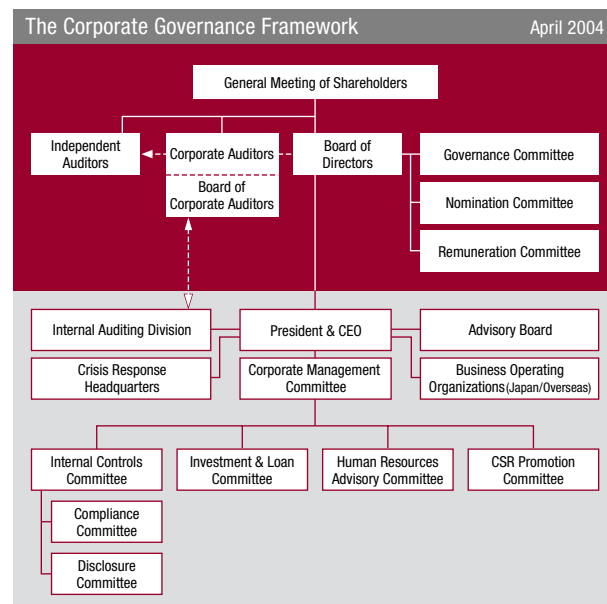 The Corporate Governance Framework April 2004
General Meeting of Shareholders
Independent
Auditors
Corporate Auditors
Board of
Corporate Auditors
Board of
Directors
Governance Committee
Nomination Committee
Remuneration Committee
Internal Auditing Division
President & CEO
Advisory Board
Crisis Response
Headquarters
Corporate Management
Committee
Business Operating
Organizations (Japan/Overseas)
Internal Controls
Committee
Investment & Loan
Committee
Human Resources
Advisory Committee
CSR Promotion
Committee
Compliance
Committee
Disclosure
Committee